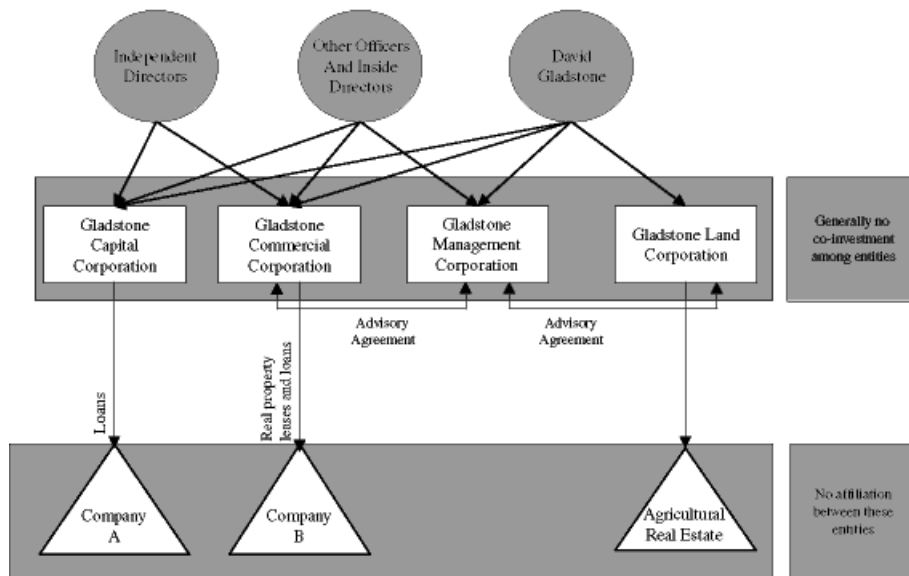 Independent
Directors
Other Officers
And Inside
Directors
David
Gladstone
Gladstone
Capital
Corporation
Gladstone
Commercial
Corporation
Gladstone
Management
Corporation
Gladstone Land
Corporation
Generally no
co-investment
among entities
Advisory
Agreement
Advisory
Agreement
Loans
Real property
leases and loans
Company
A
Company
B
Agricultural
Real Estate
No affiliation
between these
entities